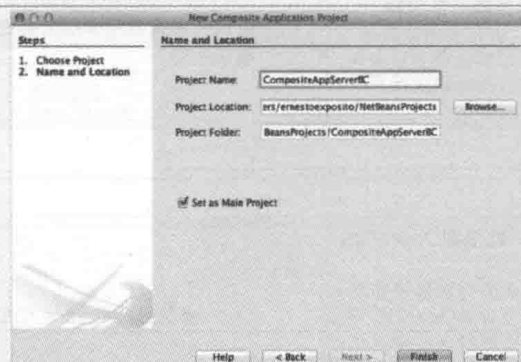 New Composite Application Project
Steps
1. Choose Project
2. Name and Location
Name and Location
Project Name: CompositeAppServerBC
Project Location: ers/ernestoexposito/NetBeansProjects Browse...
Project Folder: BeansProjects/CompositeAppServerBC
Set as Main Project
Help < Back Next > Finish Cancel